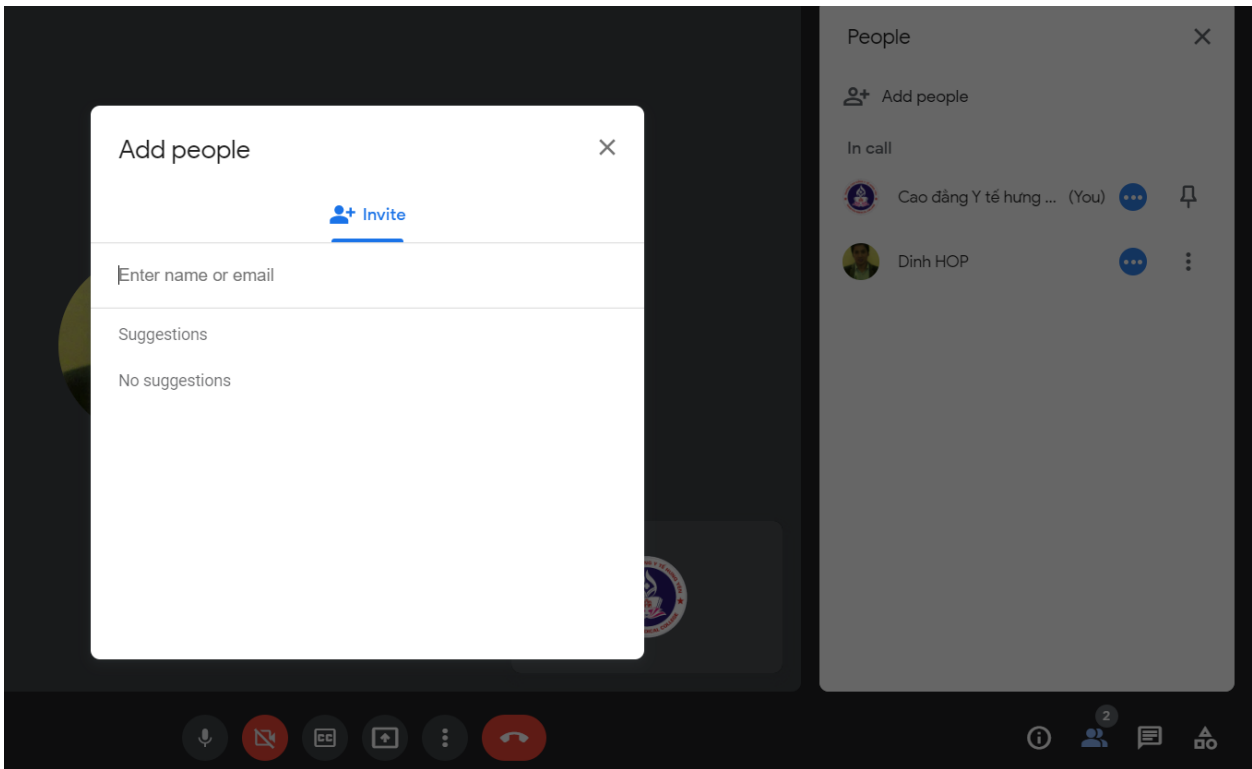 People
Add people
In call
Cao đẳng Y tế hưng ... (You)
Dinh HOP
Add people
Invite
Enter name or email
Suggestions
No suggestions
CC
2